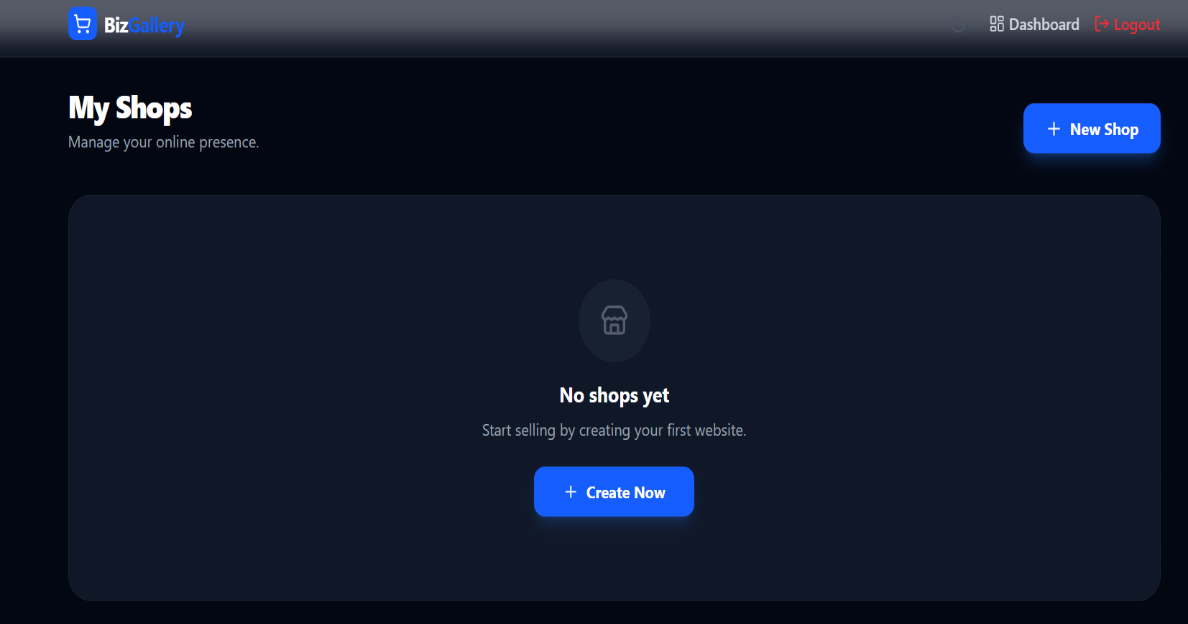 BizGallery
Dashboard
Logout
My Shops
Manage your online presence.
New Shop
No shops yet
Start selling by creating your first website.
Create Now